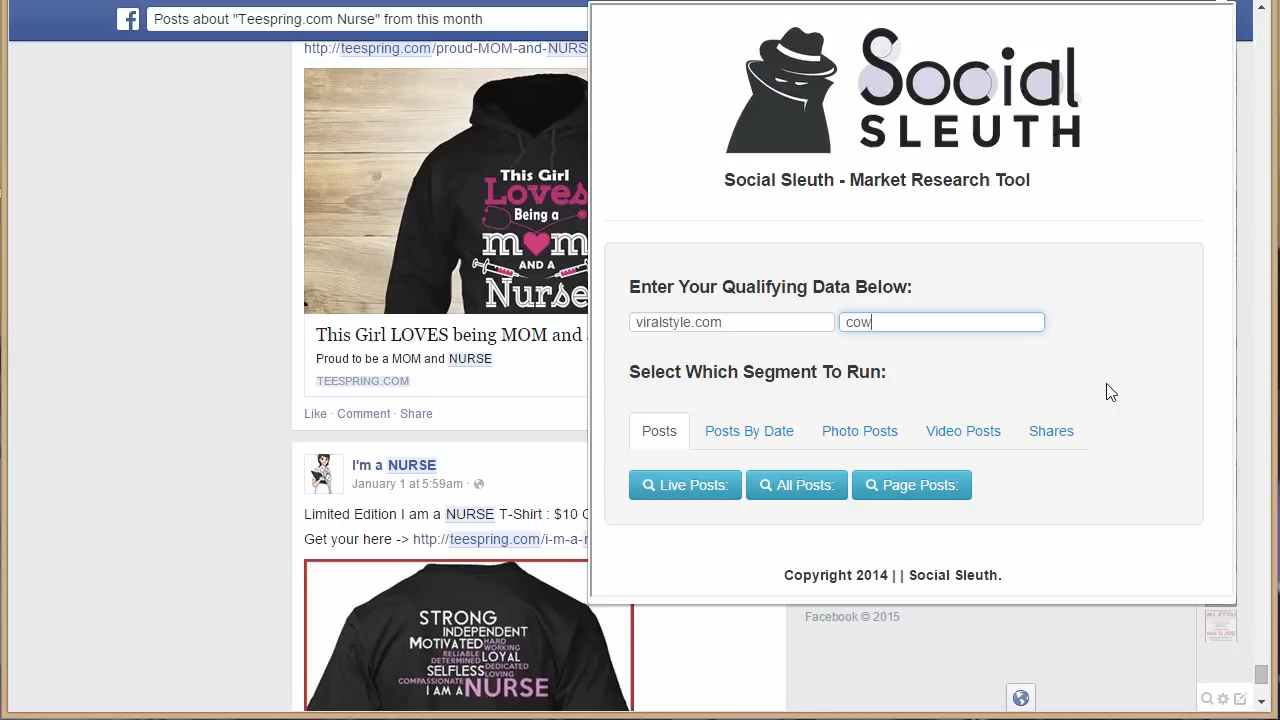 Posts about "Teespring.com Nurse" from this month
http://teespring.com/proud-MOM-and-NURS
This Girl
Loves
Being a
mom
AND A
Nurse
This Girl LOVES being MOM and
Proud to be a MOM and NURSE
TEESPRING.COM
Like · Comment · Share
I'm a NURSE
January 1 at 5:59am ·
Limited Edition I am a NURSE T-Shirt : $10
Get your here -> http://teespring.com/i-m-a-
STRONG
INDEPENDENT
MOTIVATED HARD WORKING
RELIABLE
DETERMINED LOYAL
SELFLESS DEDICATED
LOVING
COMPASSIONATE
I AM A NURSE
Social
SLEUTH
Social Sleuth - Market Research Tool
Enter Your Qualifying Data Below:
viralstyle.com cow
Select Which Segment To Run:
Posts Posts By Date Photo Posts Video Posts Shares
Live Posts: All Posts: Page Posts:
Copyright 2014 | | Social Sleuth.
Facebook © 2015